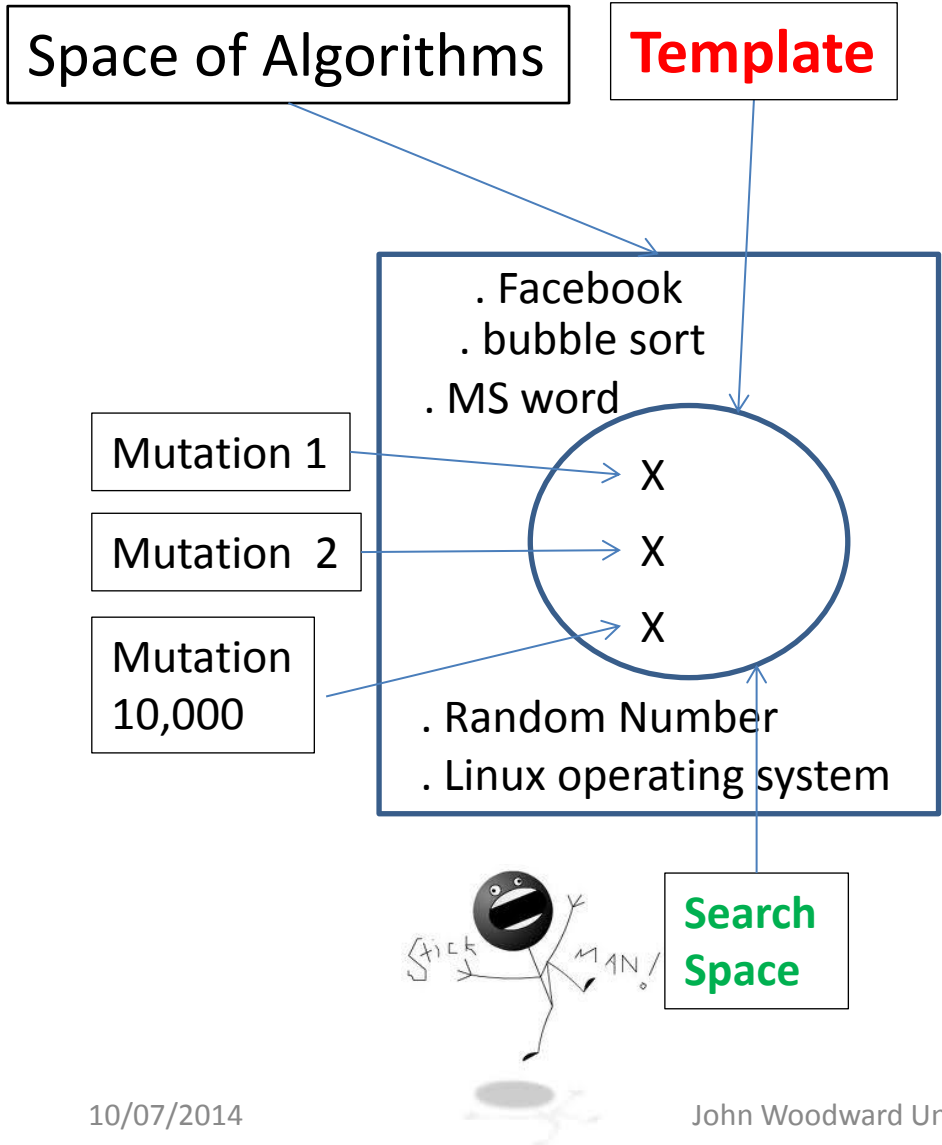 Space of Algorithms
Template
. Facebook
. bubble sort
. MS word
Mutation 1
X
Mutation 2
X
Mutation
10,000
X
. Random Number
. Linux operating system
Stick MAN!
Search
Space
10/07/2014
John Woodward Un